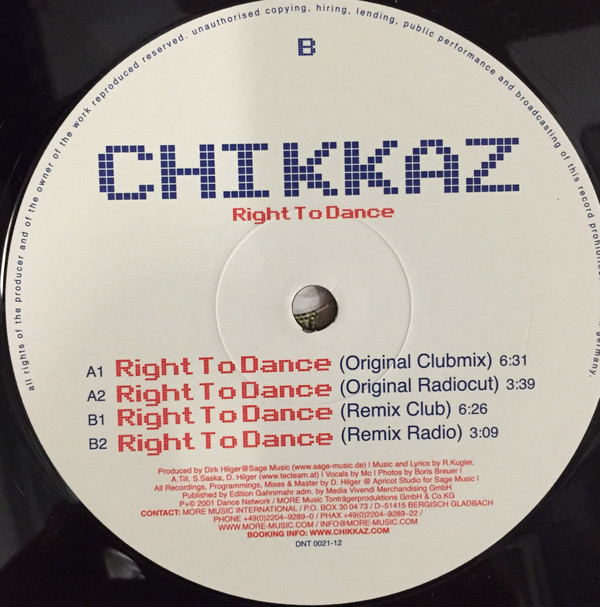 all rights of the producer and of the owner of the work reproduced reserved. unauthorised copying, hiring, lending, public performance and broadcasting of this record prohibited. germany.
B
CHIKKAZ
Right To Dance
A1 Right To Dance (Original Clubmix) 6:31
A2 Right To Dance (Original Radiocut) 3:39
B1 Right To Dance (Remix Club) 6:26
B2 Right To Dance (Remix Radio) 3:09
Produced by Dirk Hilger@Sage Music (www.sage-music.de) I Music and Lyrics by R.Kugler,
A.Till, S.Saska, D. Hilger (www.tecteam.at) I Vocals by Mo I Photos by Boris Breuer I
All Recordings, Programmings, Mixes & Master by D. Hilger @ Apricot Studio for Sage Music I
Published by Edition Gahnimahr adm. by Media Vivendi Merchandising GmbH
P+© 2001 Dance Network / MORE Music Tonträgerproduktions GmbH & Co.KG
CONTACT: MORE MUSIC INTERNATIONAL / P.O. BOX 30 04 73 / D–51415 BERGISCH GLADBACH
PHONE +49(0)2204–9289–0 / PHAX +49(0)2204–9289–22 /
WWW.MORE-MUSIC.COM / INFO@MORE-MUSIC.COM
BOOKING INFO: WWW.CHIKKAZ.COM
DNT 0021-12